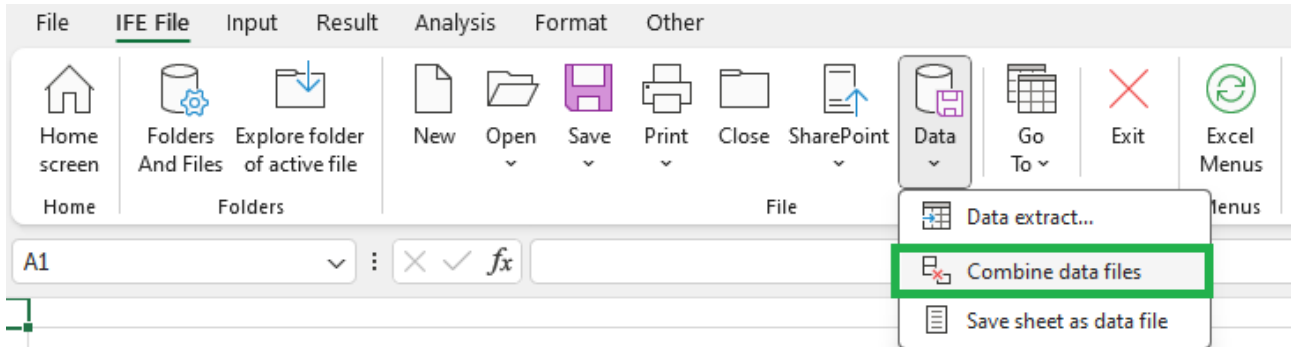 File IFE File Input Result Analysis Format Other
Home Folders Explore folder New Open Save Print Close SharePoint Data Go Exit Excel
screen And Files of active file To Menus
Home Folders File
Data extract...
A1 fx
Combine data files
Save sheet as data file